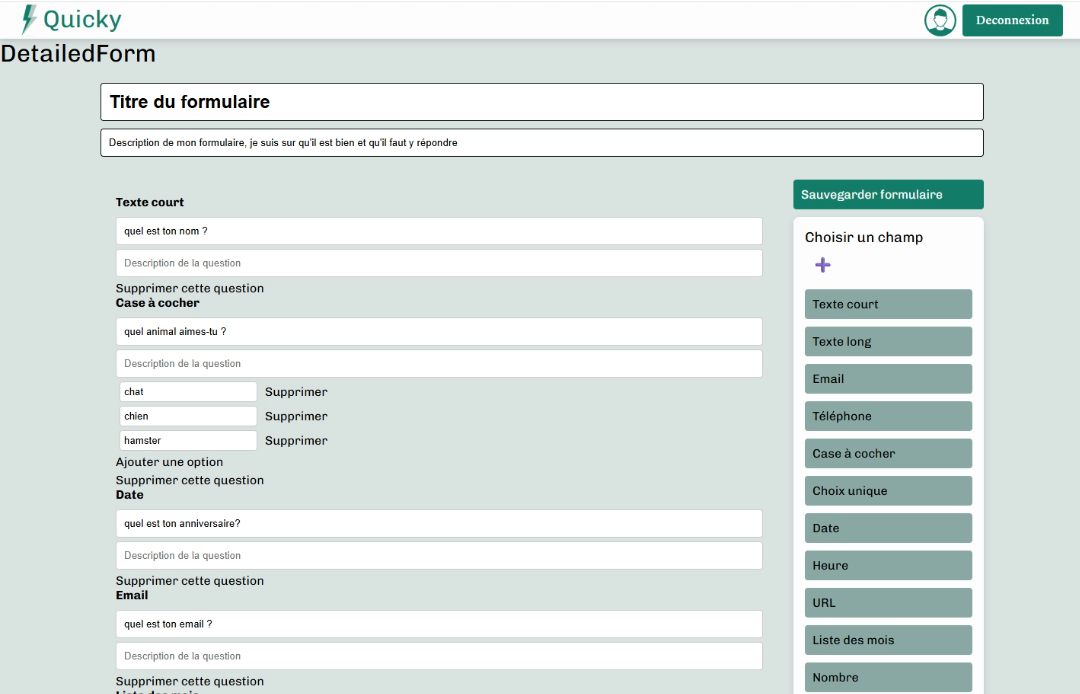 Quicky
Deconnexion
DetailedForm
Titre du formulaire
Description de mon formulaire, je suis sur qu'il est bien et qu'il faut y répondre
Texte court
quel est ton nom ?
Description de la question
Supprimer cette question
Case à cocher
quel animal aimes-tu ?
Description de la question
chat Supprimer
chien Supprimer
hamster Supprimer
Ajouter une option
Supprimer cette question
Date
quel est ton anniversaire?
Description de la question
Supprimer cette question
Email
quel est ton email ?
Description de la question
Supprimer cette question
Liste des mois
Sauvegarder formulaire
Choisir un champ
Texte court
Texte long
Email
Téléphone
Case à cocher
Choix unique
Date
Heure
URL
Liste des mois
Nombre